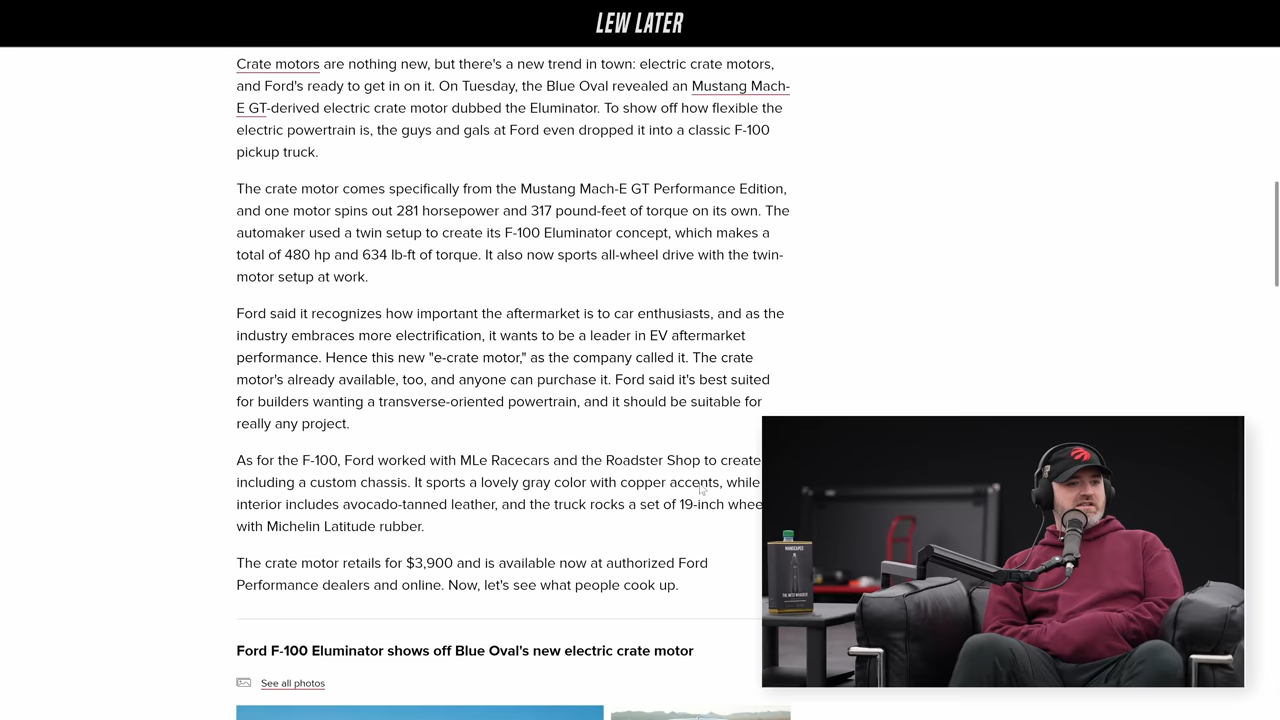 LEW LATER
Crate motors are nothing new, but there's a new trend in town: electric crate motors,
and Ford's ready to get in on it. On Tuesday, the Blue Oval revealed an Mustang Mach-
E GT-derived electric crate motor dubbed the Eluminator. To show off how flexible the
electric powertrain is, the guys and gals at Ford even dropped it into a classic F-100
pickup truck.
The crate motor comes specifically from the Mustang Mach-E GT Performance Edition,
and one motor spins out 281 horsepower and 317 pound-feet of torque on its own. The
automaker used a twin setup to create its F-100 Eluminator concept, which makes a
total of 480 hp and 634 lb-ft of torque. It also now sports all-wheel drive with the twin-
motor setup at work.
Ford said it recognizes how important the aftermarket is to car enthusiasts, and as the
industry embraces more electrification, it wants to be a leader in EV aftermarket
performance. Hence this new "e-crate motor," as the company called it. The crate
motor's already available, too, and anyone can purchase it. Ford said it's best suited
for builders wanting a transverse-oriented powertrain, and it should be suitable for
really any project.
As for the F-100, Ford worked with MLe Racecars and the Roadster Shop to create
including a custom chassis. It sports a lovely gray color with copper accents, while
interior includes avocado-tanned leather, and the truck rocks a set of 19-inch whee
with Michelin Latitude rubber.
The crate motor retails for $3,900 and is available now at authorized Ford
Performance dealers and online. Now, let's see what people cook up.
Ford F-100 Eluminator shows off Blue Oval's new electric crate motor
See all photos
MANSCAPED